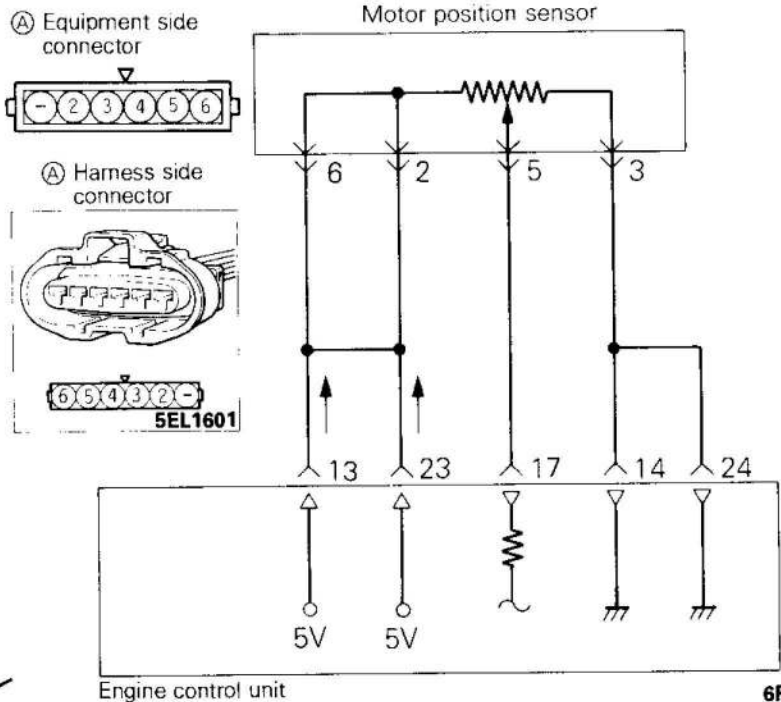 Motor position sensor
Ⓐ Equipment side
connector
- 2 3 4 5 6
6 2 5 3
Ⓐ Harness side
connector
6 5 4 3 2 -
5EL1601
13 23 17 14 24
5V 5V
Engine control unit